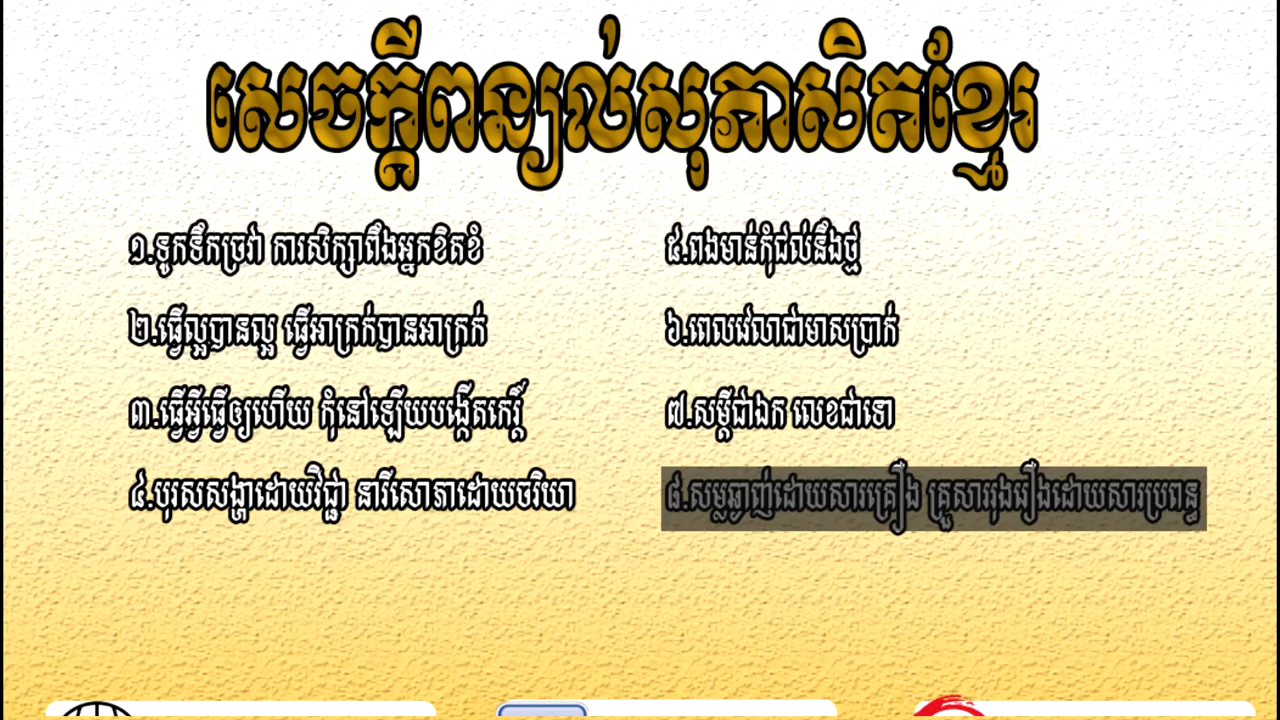 សេចក្ដីពន្យល់សុភាសិតខ្មែរ
១.ទូកទឹកច្រវា ការសិក្សាពឹងអ្នកខិតខំ
២.ធ្វើល្អបានល្អ ធ្វើអាក្រក់បានអាក្រក់
៣.ធ្វើអ្វីធ្វើឲ្យហើយ កុំនៅឡើយបង្កើតកេរ្តិ៍
៤.បុរសសង្ហាដោយវិជ្ជា នារីសោភាដោយចរិយា
៥.ពងមាន់កុំជល់នឹងថ្ម
៦.ពេលវេលាជាមាសប្រាក់
៧.សម្ដីជាឯក លេខជាទោ
៨.សម្លឆ្ងាញ់ដោយសារគ្រឿង គ្រួសាររុងរឿងដោយសារប្រពន្ធ